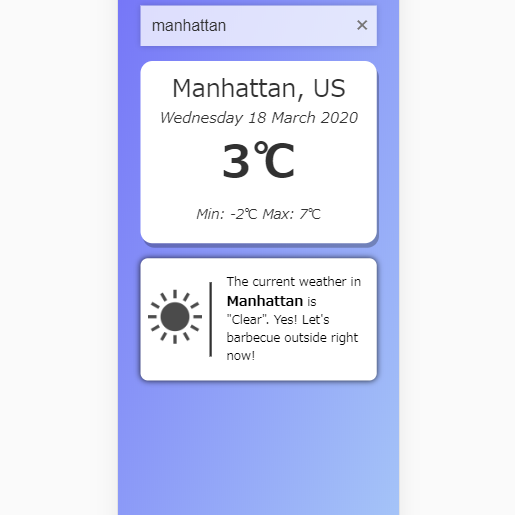 manhattan ✕
Manhattan, US
Wednesday 18 March 2020
3℃
Min: -2℃ Max: 7℃
The current weather in
Manhattan is
"Clear". Yes! Let's
barbecue outside right
now!